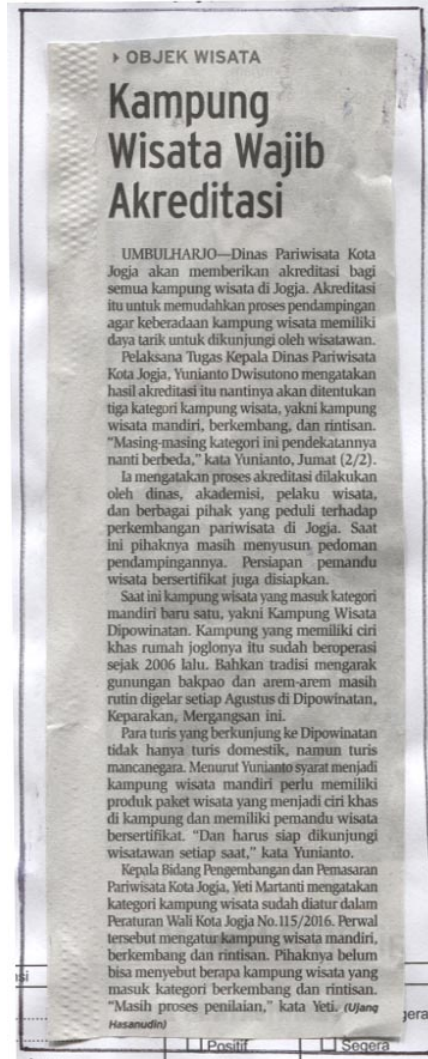 OBJEK WISATA
Kampung
Wisata Wajib
Akreditasi
UMBULHARJO—Dinas Pariwisata Kota
Jogja akan memberikan akreditasi bagi
semua kampung wisata di Jogja. Akreditasi
itu untuk memudahkan proses pendampingan
agar keberadaan kampung wisata memiliki
daya tarik untuk dikunjungi oleh wisatawan.
Pelaksana Tugas Kepala Dinas Pariwisata
Kota Jogja, Yunianto Dwisutono mengatakan
hasil akreditasi itu nantinya akan ditentukan
tiga kategori kampung wisata, yakni kampung
wisata mandiri, berkembang, dan rintisan.
“Masing-masing kategori ini pendekatannya
nanti berbeda,” kata Yunianto, Jumat (2/2).
Ia mengatakan proses akreditasi dilakukan
oleh dinas, akademisi, pelaku wisata,
dan berbagai pihak yang peduli terhadap
perkembangan pariwisata di Jogja. Saat
ini pihaknya masih menyusun pedoman
pendampingannya. Persiapan pemandu
wisata bersertifikat juga disiapkan.
Saat ini kampung wisata yang masuk kategori
mandiri baru satu, yakni Kampung Wisata
Dipowinatan. Kampung yang memiliki ciri
khas rumah joglonya itu sudah beroperasi
sejak 2006 lalu. Bahkan tradisi mengarak
gunungan bakpao dan arem-arem masih
rutin digelar setiap Agustus di Dipowinatan,
Keparakan, Mergangsan ini.
Para turis yang berkunjung ke Dipowinatan
tidak hanya turis domestik, namun turis
mancanegara. Menurut Yunianto syarat menjadi
kampung wisata mandiri perlu memiliki
produk paket wisata yang menjadi ciri khas
di kampung dan memiliki pemandu wisata
bersertifikat. “Dan harus siap dikunjungi
wisatawan setiap saat,” kata Yunianto.
Kepala Bidang Pengembangan dan Pemasaran
Pariwisata Kota Jogja, Yeti Martanti mengatakan
kategori kampung wisata sudah diatur dalam
Peraturan Wali Kota Jogja No.115/2016. Perwal
tersebut mengatur kampung wisata mandiri,
berkembang dan rintisan. Pihaknya belum
bisa menyebut berapa kampung wisata yang
masuk kategori berkembang dan rintisan.
“Masih proses penilaian,” kata Yeti. (Ujang
Hasanudin)
Positif
Segera